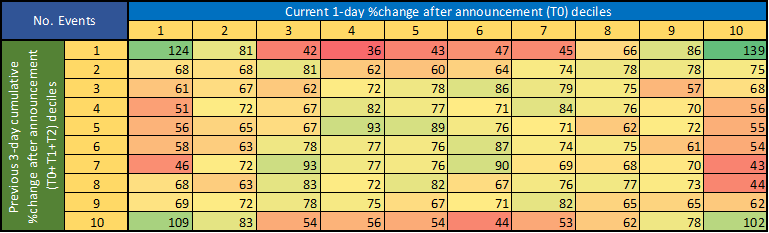 No. Events
Current 1-day %change after announcement (T0) deciles
1 2 3 4 5 6 7 8 9 10
Previous 3-day cumulative
%change after announcement
(T0+ T1+T2) deciles
1 124 81 42 36 43 47 45 66 86 139
2 68 68 81 62 60 64 74 78 78 75
3 61 67 62 72 78 86 79 75 57 68
4 51 72 67 82 77 71 84 76 70 56
5 56 65 67 93 89 76 71 62 72 55
6 58 63 78 78 76 87 74 75 61 54
7 46 72 93 77 76 90 69 68 70 43
8 68 63 83 72 82 67 76 77 73 44
9 69 72 78 75 67 71 82 65 65 62
10 109 83 54 56 54 44 53 62 78 102